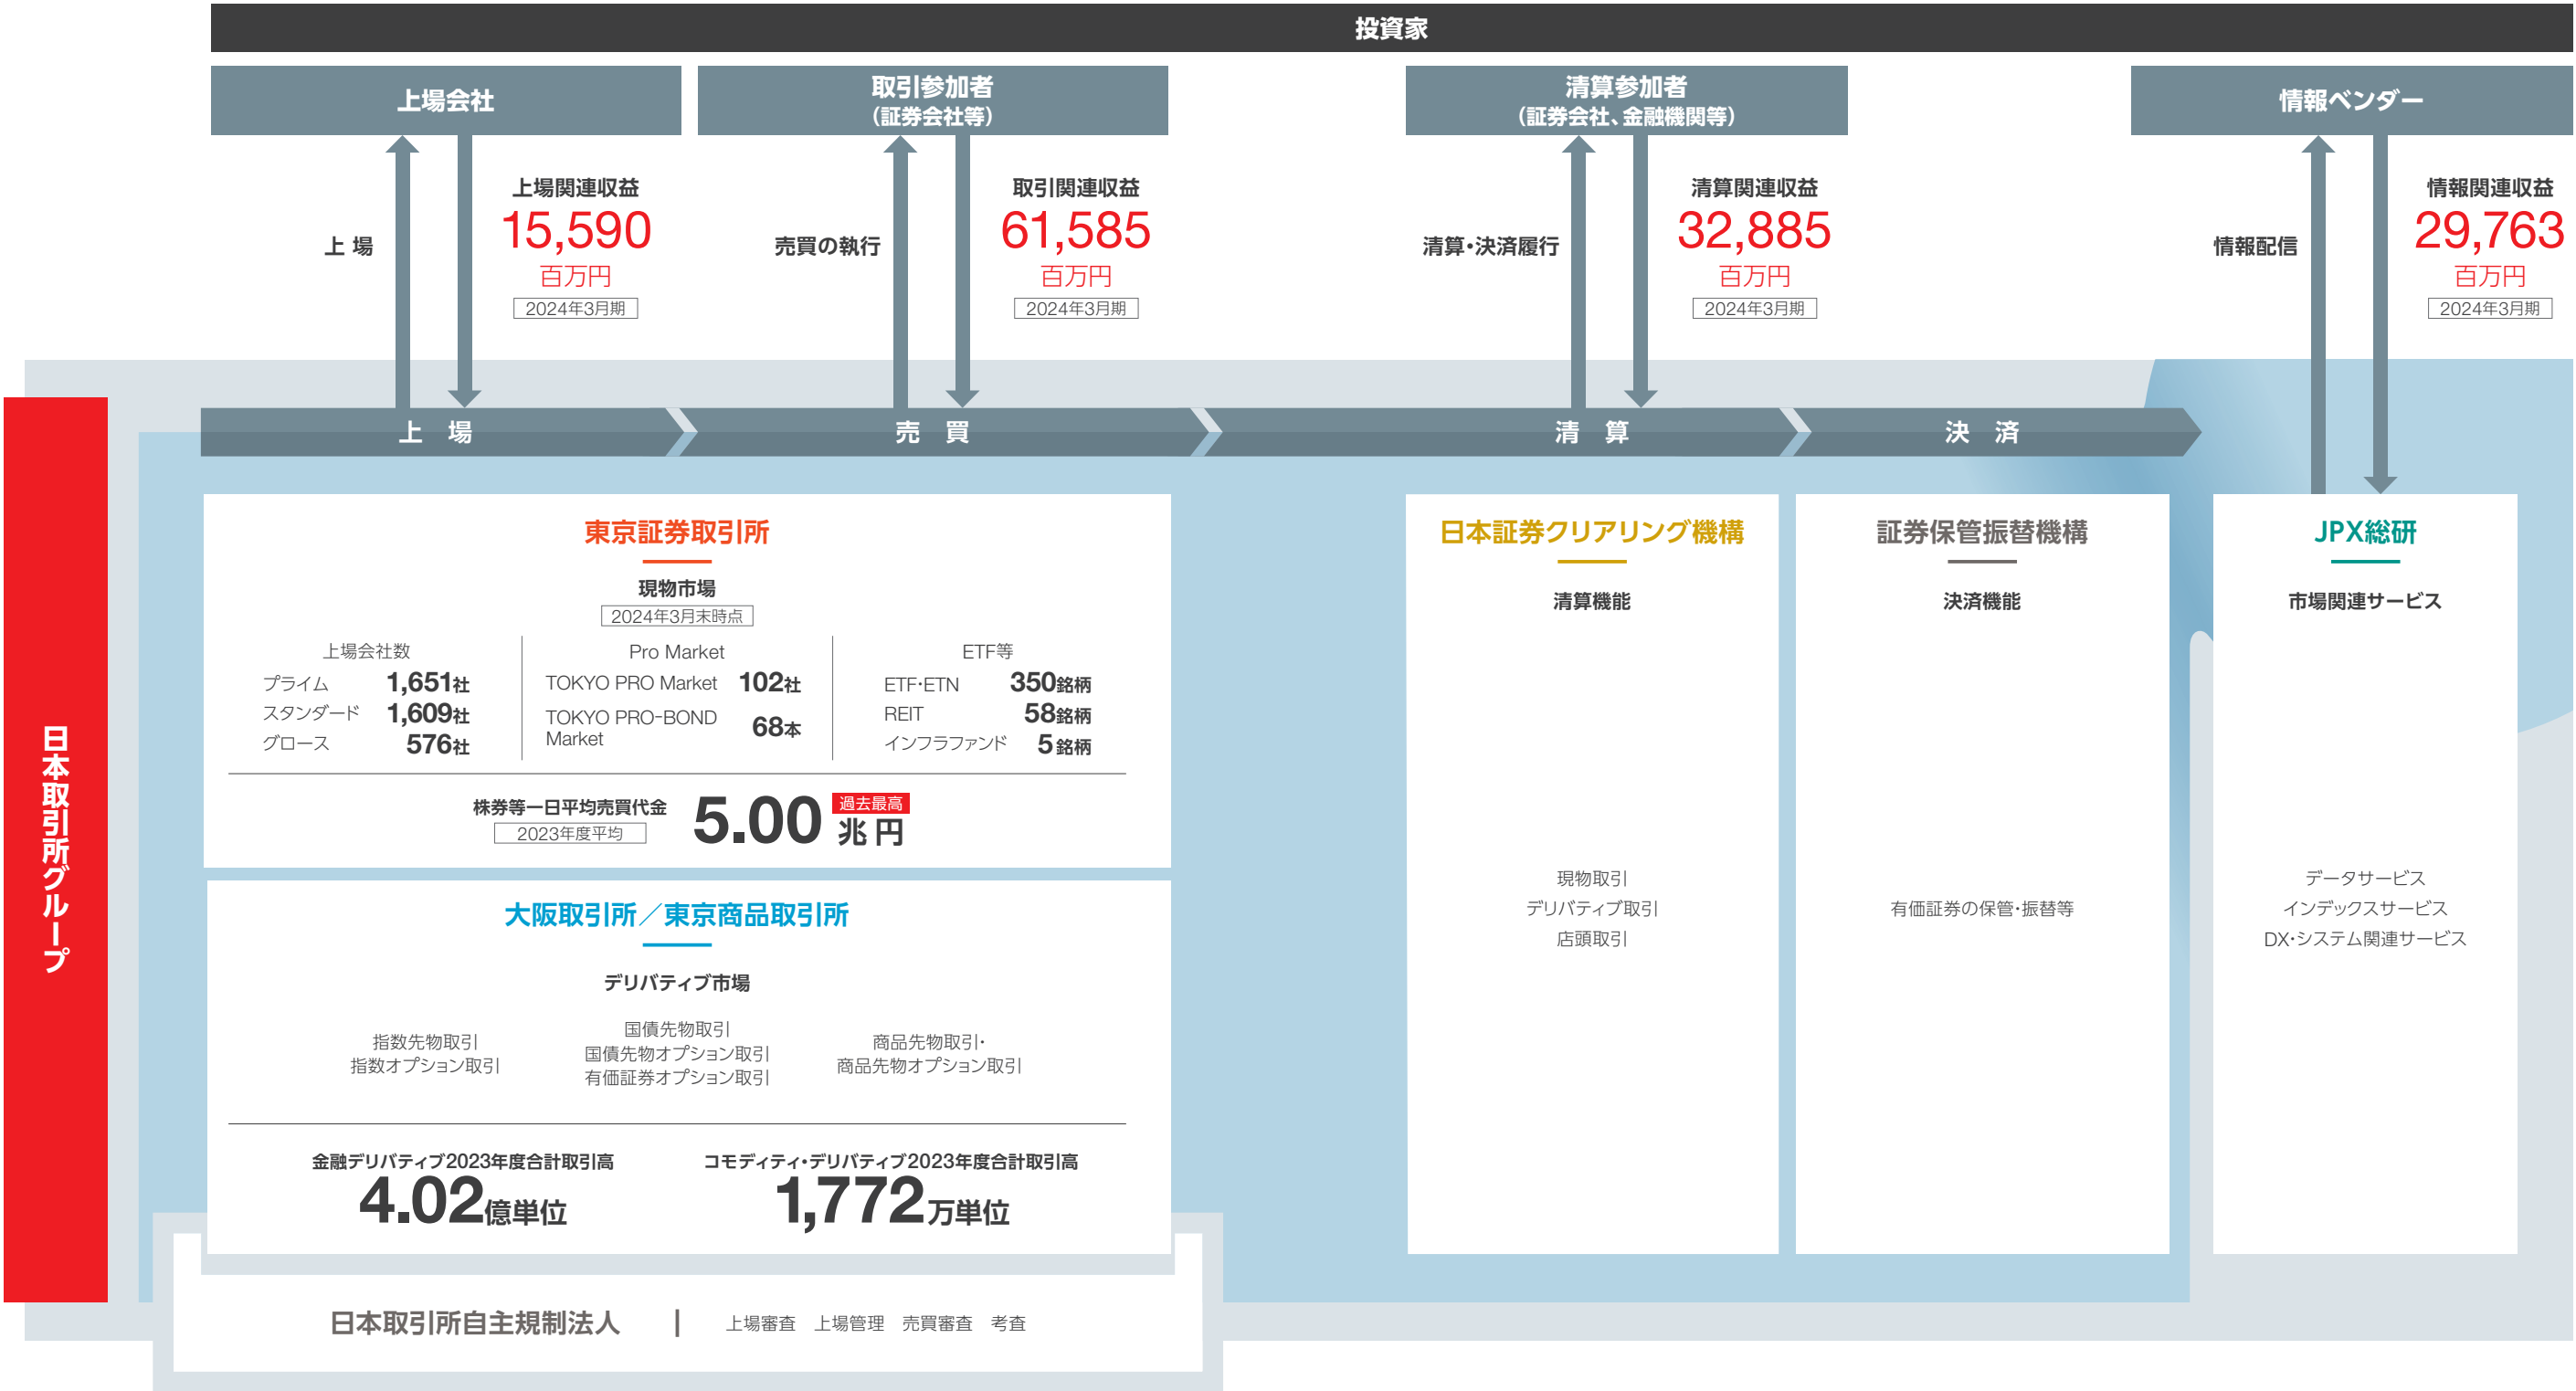 投資家
上場会社
取引参加者
（証券会社等）
清算参加者
（証券会社、金融機関等）
情報ベンダー
上 場
上場関連収益
15,590
百万円
2024年3月期
売買の執行
取引関連収益
61,585
百万円
2024年3月期
清算・決済履行
清算関連収益
32,885
百万円
2024年3月期
情報配信
情報関連収益
29,763
百万円
2024年3月期
日本取引所グループ
上　場
売　買
清　算
決　済
東京証券取引所
現物市場
2024年3月末時点
上場会社数
プライム 1,651社
スタンダード 1,609社
グロース 576社
Pro Market
TOKYO PRO Market 102社
TOKYO PRO-BOND
Market 68本
ETF等
ETF・ETN 350銘柄
REIT 58銘柄
インフラファンド 5銘柄
株券等一日平均売買代金
2023年度平均
5.00 兆円
過去最高
大阪取引所／東京商品取引所
デリバティブ市場
指数先物取引
指数オプション取引
国債先物取引
国債先物オプション取引
有価証券オプション取引
商品先物取引・
商品先物オプション取引
金融デリバティブ2023年度合計取引高
4.02億単位
コモディティ・デリバティブ2023年度合計取引高
1,772万単位
日本証券クリアリング機構
清算機能
現物取引
デリバティブ取引
店頭取引
証券保管振替機構
決済機能
有価証券の保管・振替等
JPX総研
市場関連サービス
データサービス
インデックスサービス
DX・システム関連サービス
日本取引所自主規制法人
上場審査　上場管理　売買審査　考査